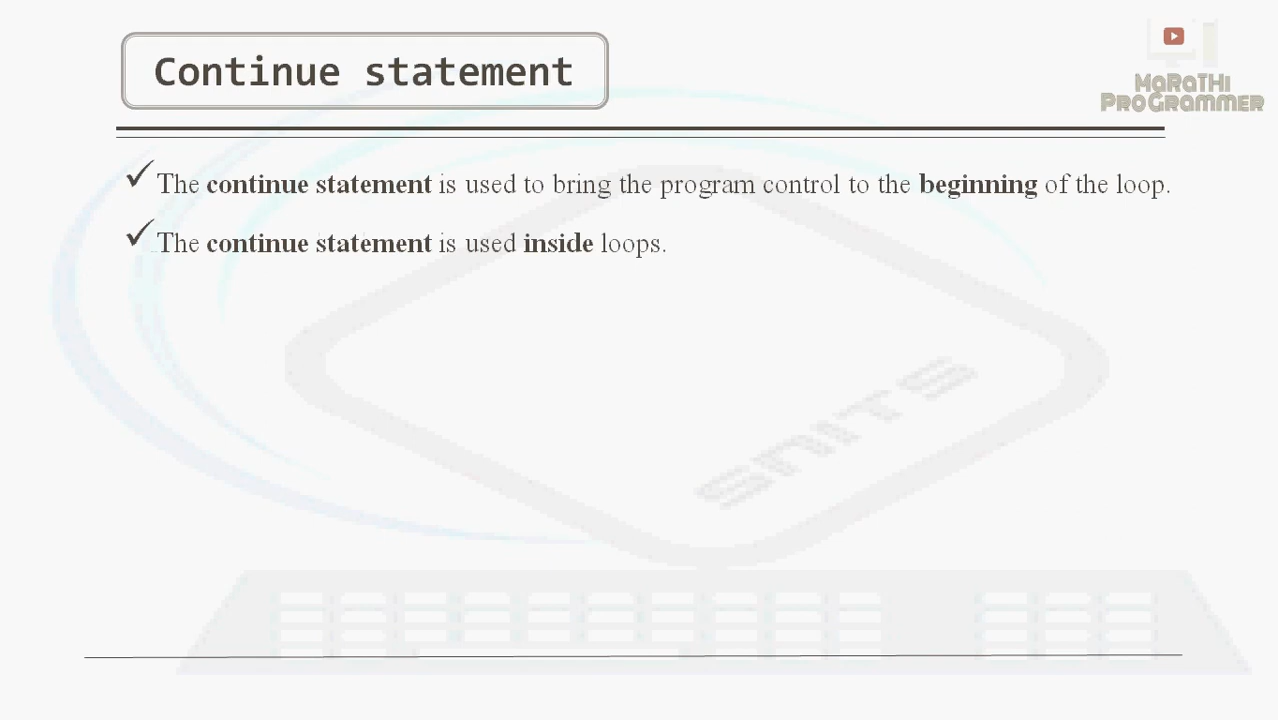 Continue statement
MaRaTHi
ProGrammer
The continue statement is used to bring the program control to the beginning of the loop.
The continue statement is used inside loops.
SNITS